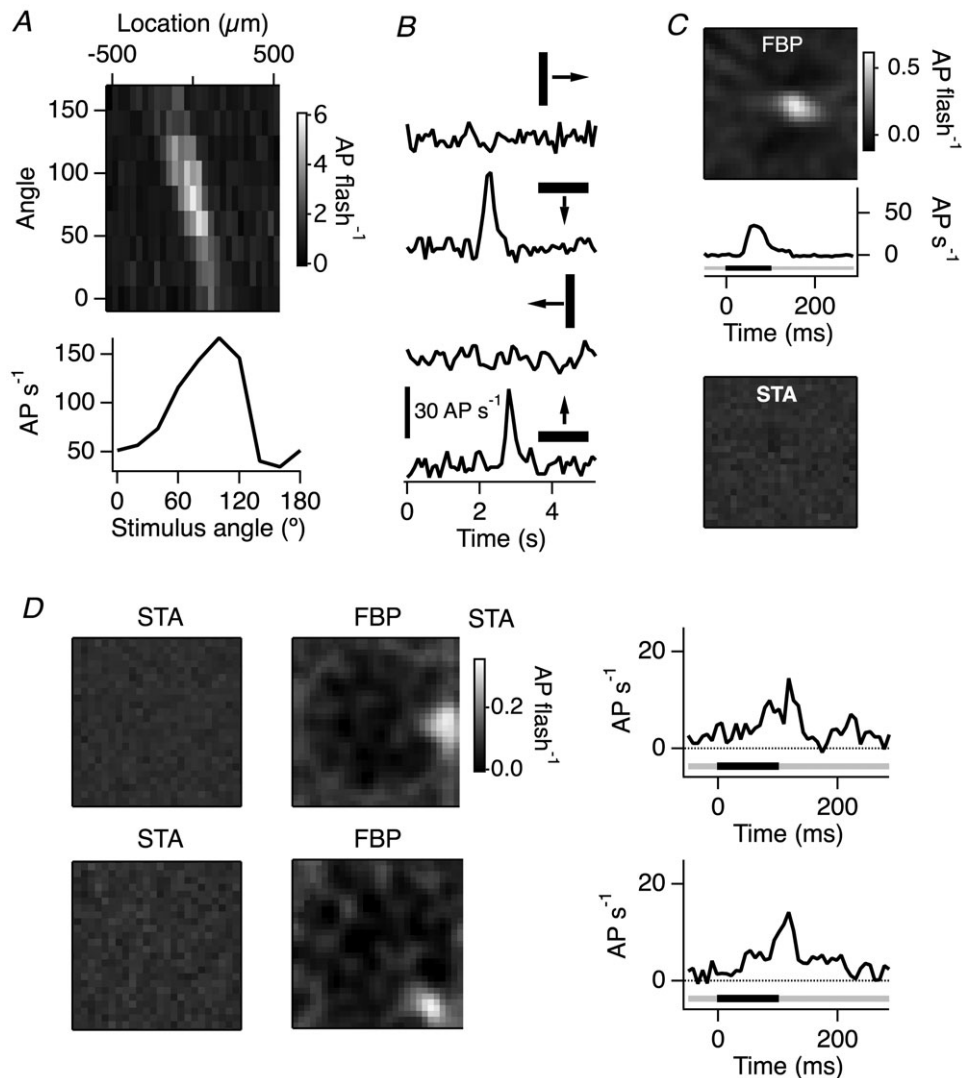 A
Location (µm)
-500 0 500
Angle
150
100
50
0
6
4
2
0
AP flash-1
AP s-1
150
100
50
0 60 120 180
Stimulus angle (º)
B
30 AP s-1
0 2 4
Time (s)
C
FBP
0.5
0.0
AP flash-1
50
0
AP s-1
0 200
Time (ms)
STA
D
STA FBP STA
0.2
0.0
AP flash-1
AP s-1
20
0
0 200
Time (ms)
STA FBP
AP s-1
20
0
0 200
Time (ms)